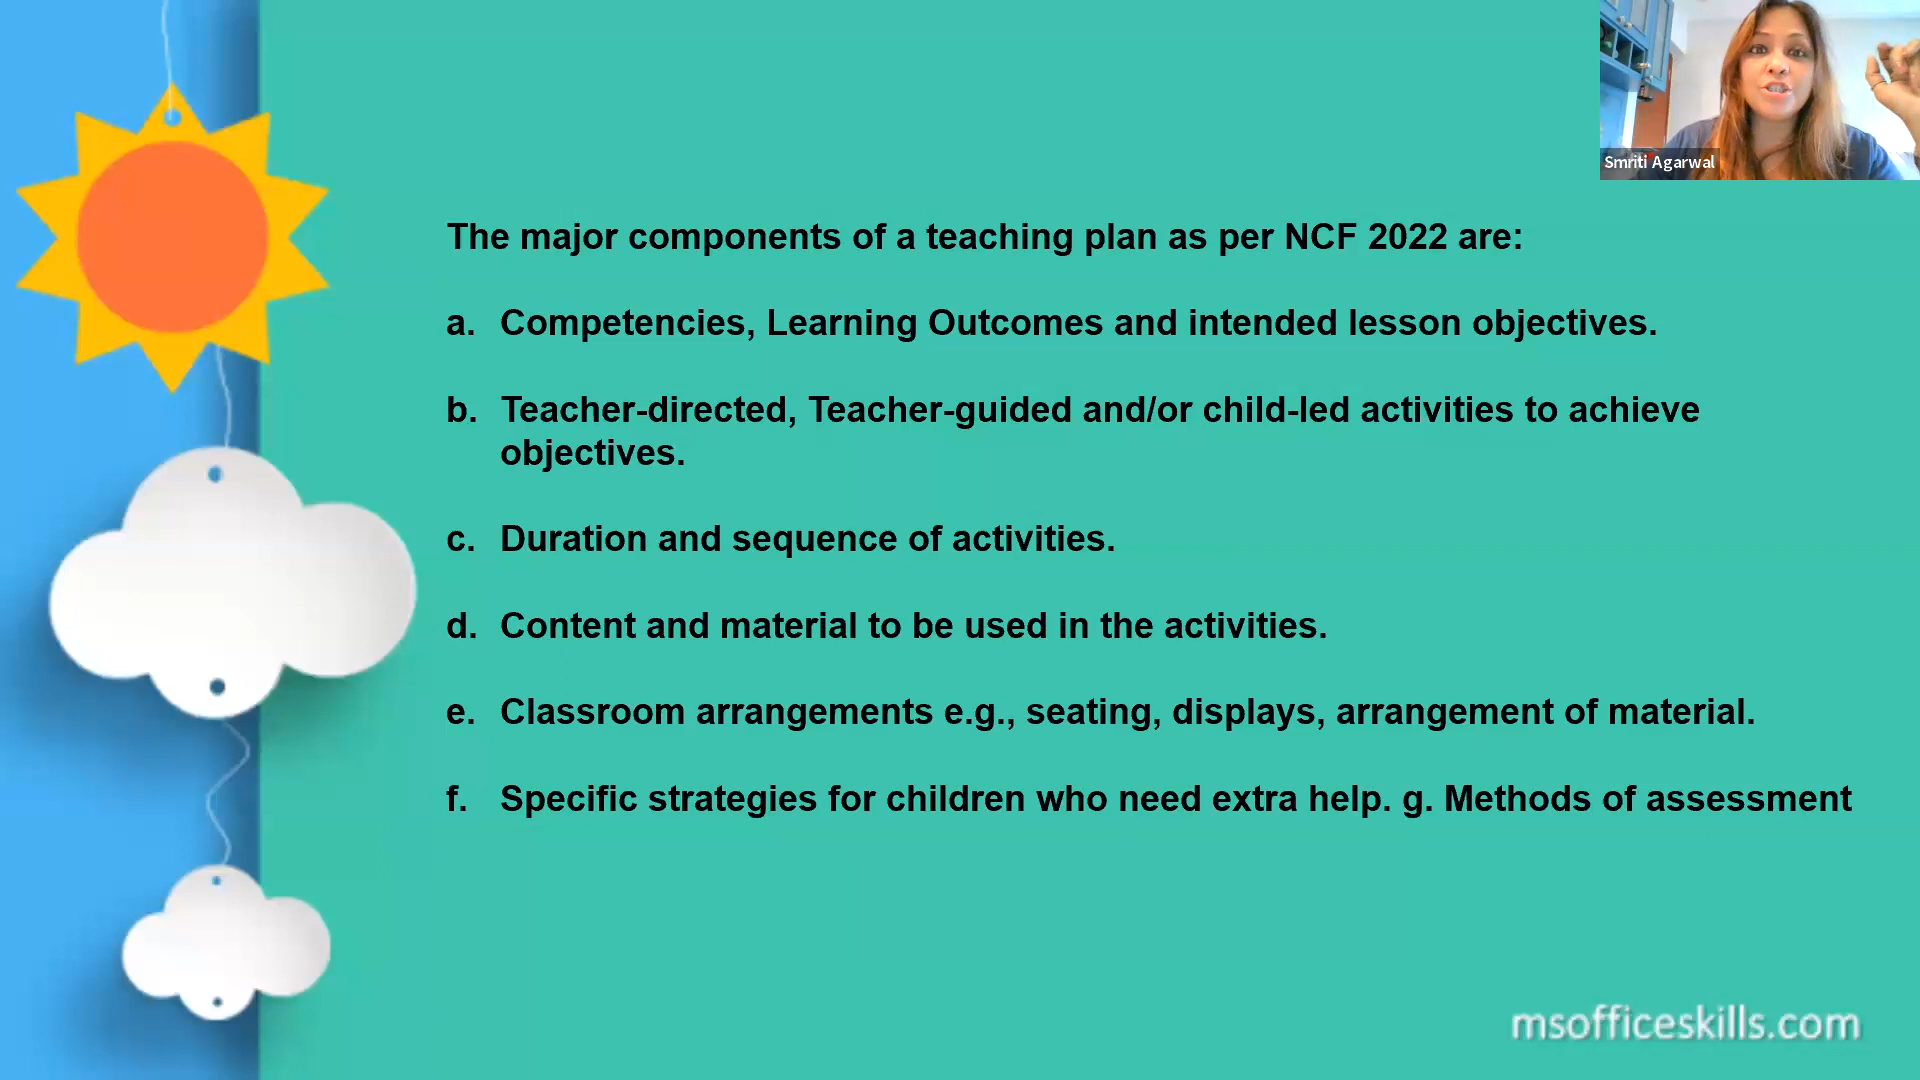 Smriti Agarwal
The major components of a teaching plan as per NCF 2022 are:
a. Competencies, Learning Outcomes and intended lesson objectives.
b. Teacher-directed, Teacher-guided and/or child-led activities to achieve
objectives.
c. Duration and sequence of activities.
d. Content and material to be used in the activities.
e. Classroom arrangements e.g., seating, displays, arrangement of material.
f. Specific strategies for children who need extra help. g. Methods of assessment
msofficeskills.com